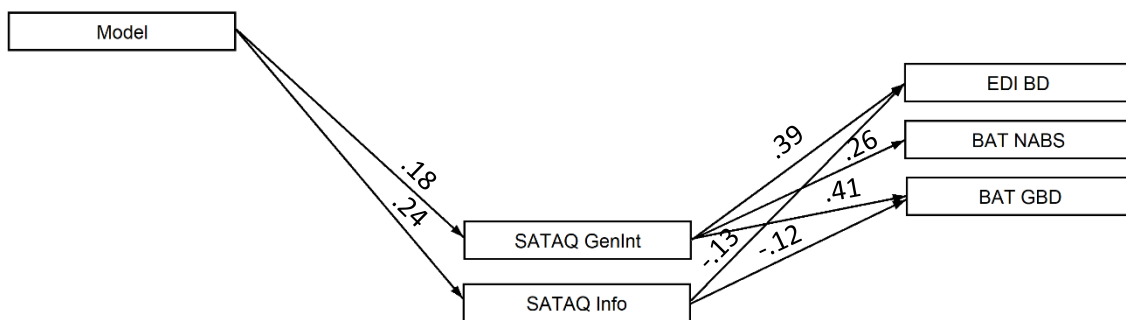 Model
EDI BD
.39
.26
BAT NABS
.18
.41
BAT GBD
.24
SATAQ GenInt
-.13
-.12
SATAQ Info